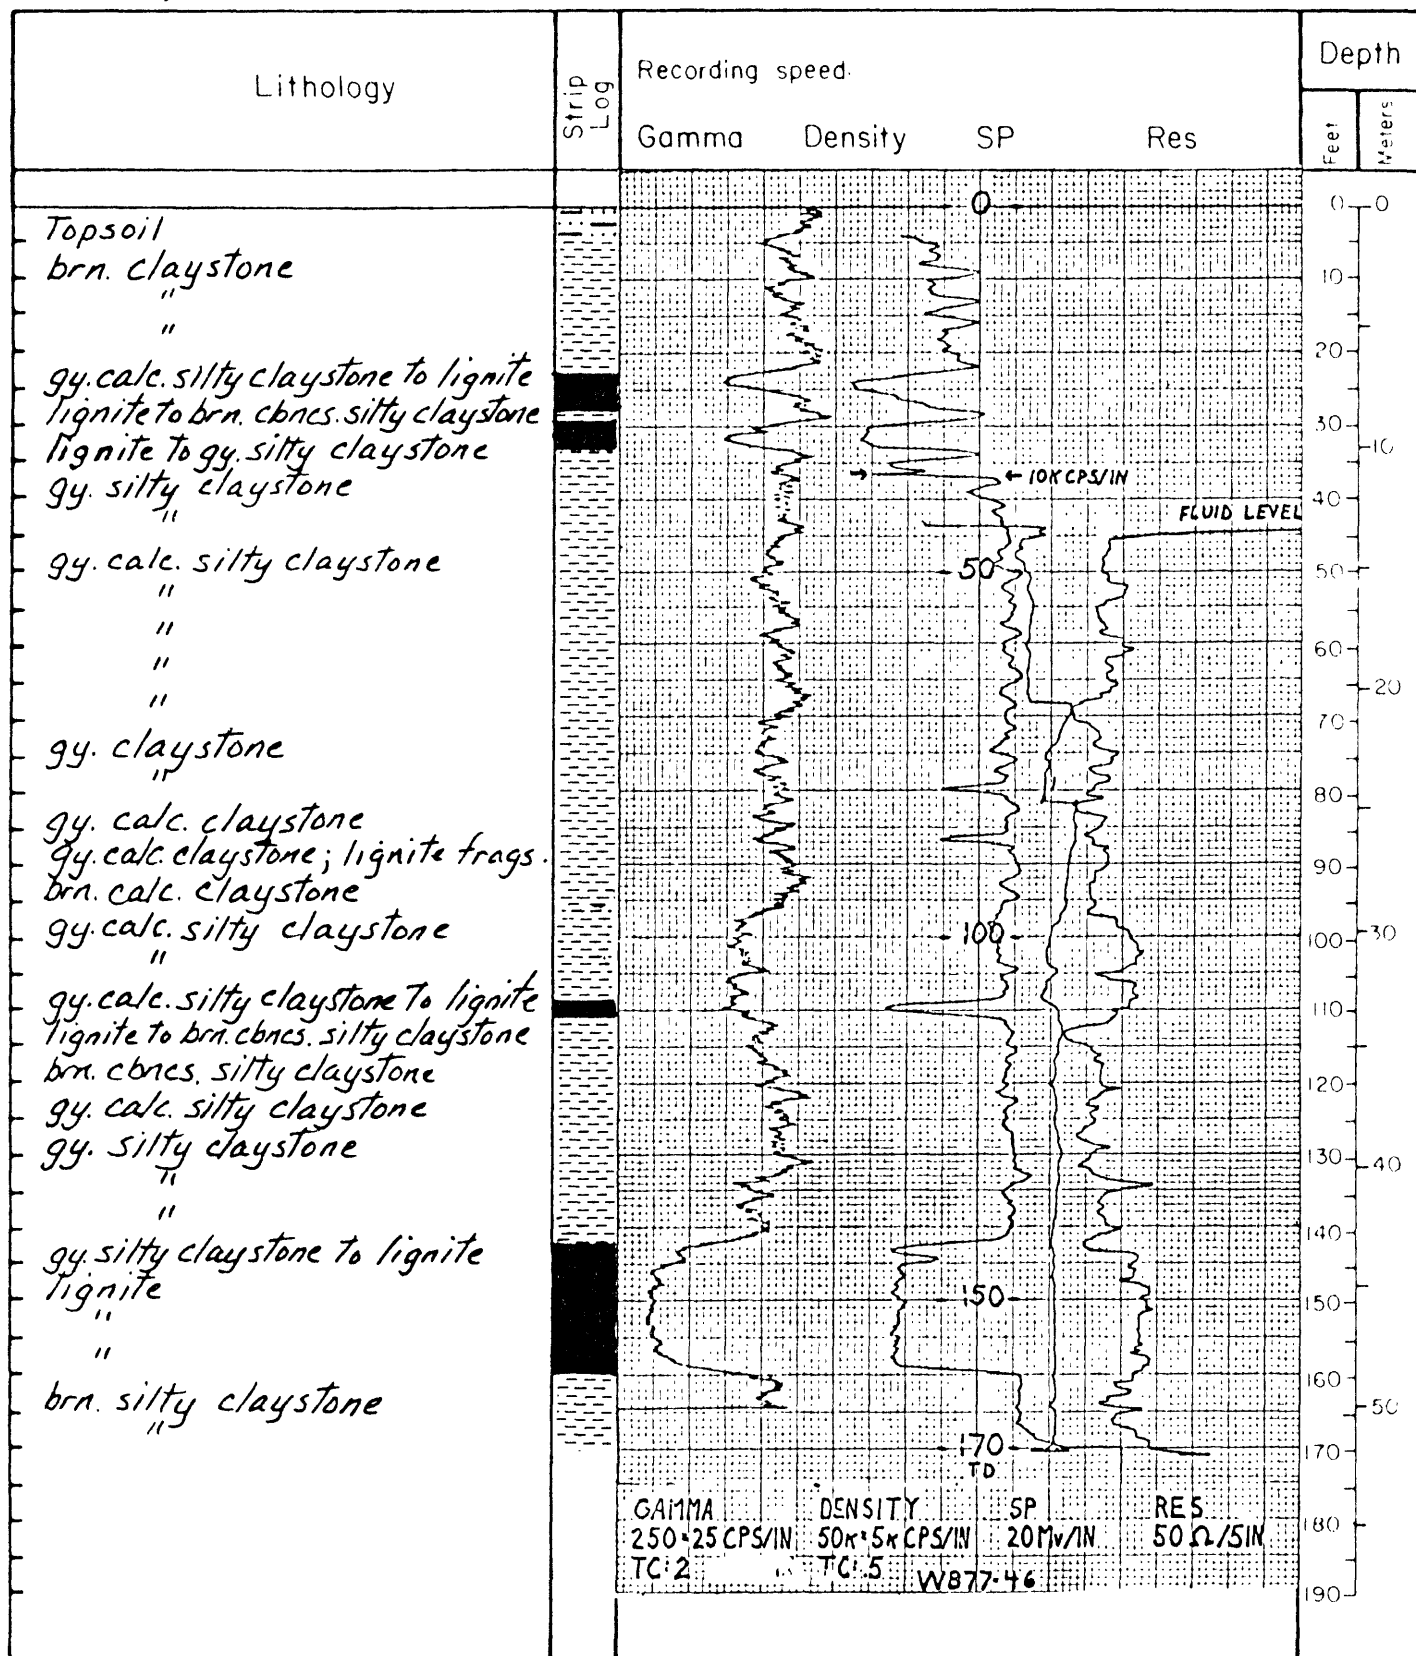 Lithology
Strip Log
Recording speed.
Gamma Density SP Res
Depth
Feet
Meters
Topsoil
brn. claystone
"
"
gy. calc. silty claystone to lignite
lignite to brn. cbncs. silty claystone
lignite to gy. silty claystone
gy. silty claystone
"
gy. calc. silty claystone
"
"
"
"
gy. claystone
"
gy. calc. claystone
gy. calc. claystone; lignite frags.
brn. calc. claystone
gy. calc. silty claystone
"
gy. calc. silty claystone to lignite
lignite to brn. cbncs. silty claystone
brn. cbncs. silty claystone
gy. calc. silty claystone
gy. silty claystone
"
"
gy. silty claystone to lignite
lignite
"
"
brn. silty claystone
"
0
→ ← 10K CPS/IN
FLUID LEVEL
50
100
150
170
TD
GAMMA DENSITY SP RES
250·25 CPS/IN 50K·5K CPS/IN 20 Mv/IN 50 Ω/5IN
TC:2 TC:.5 WB77-46
0
10
20
30
40
50
60
70
80
90
100
110
120
130
140
150
160
170
180
190
0
10
20
30
40
50